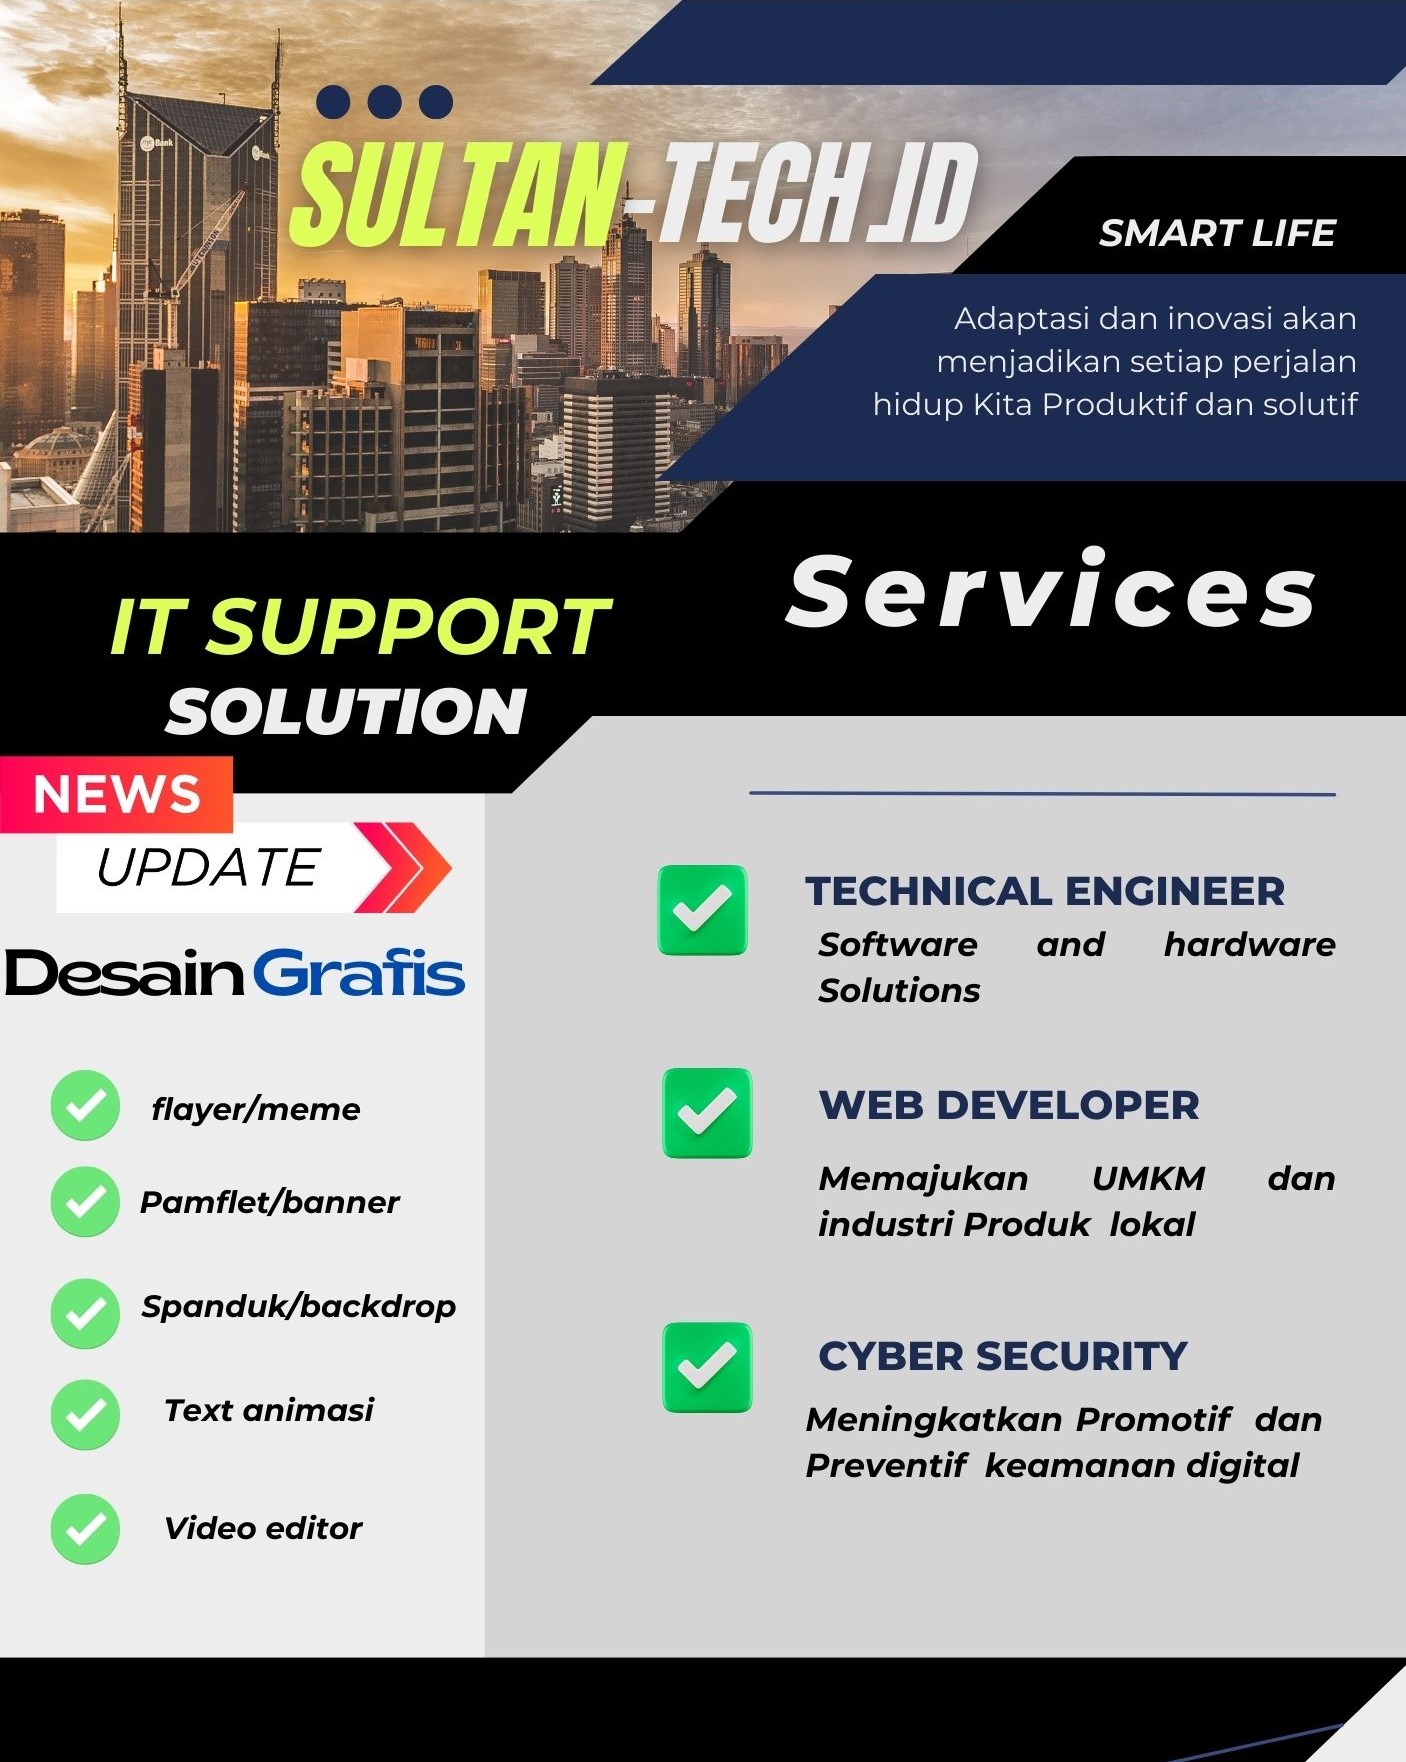 SULTAN-TECH.ID
SMART LIFE
Adaptasi dan inovasi akan
menjadikan setiap perjalan
hidup Kita Produktif dan solutif
Services
IT SUPPORT
SOLUTION
NEWS
UPDATE
Desain Grafis
flayer/meme
Pamflet/banner
Spanduk/backdrop
Text animasi
Video editor
TECHNICAL ENGINEER
Software and hardware
Solutions
WEB DEVELOPER
Memajukan UMKM dan
industri Produk lokal
CYBER SECURITY
Meningkatkan Promotif dan
Preventif keamanan digital